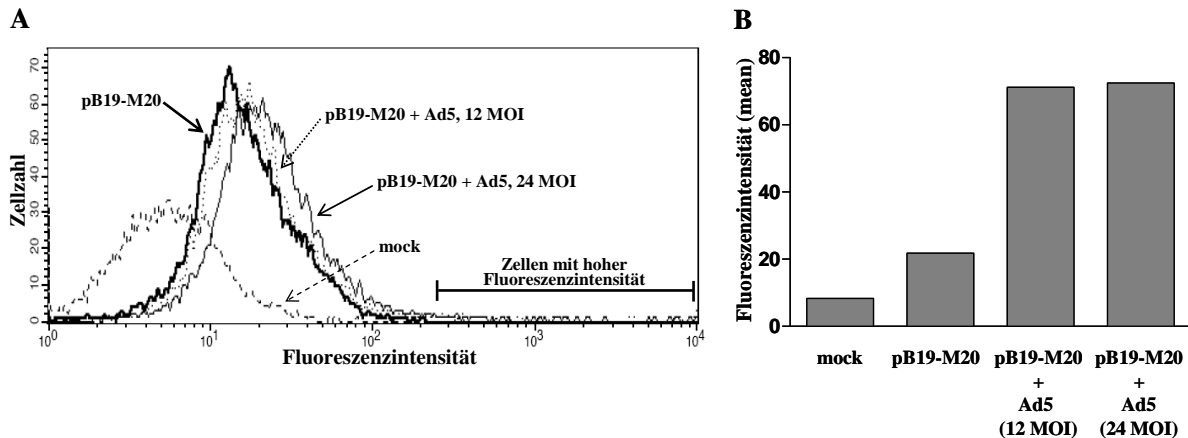 A
Zellzahl
70
60
50
40
30
20
10
0
pB19-M20
pB19-M20 + Ad5, 12 MOI
pB19-M20 + Ad5, 24 MOI
mock
Zellen mit hoher
Fluoreszenzintensität
10^0
10^1
10^2
10^3
10^4
Fluoreszenzintensität
B
Fluoreszenzintensität (mean)
80
60
40
20
0
mock
pB19-M20
pB19-M20
+
Ad5
(12 MOI)
pB19-M20
+
Ad5
(24 MOI)